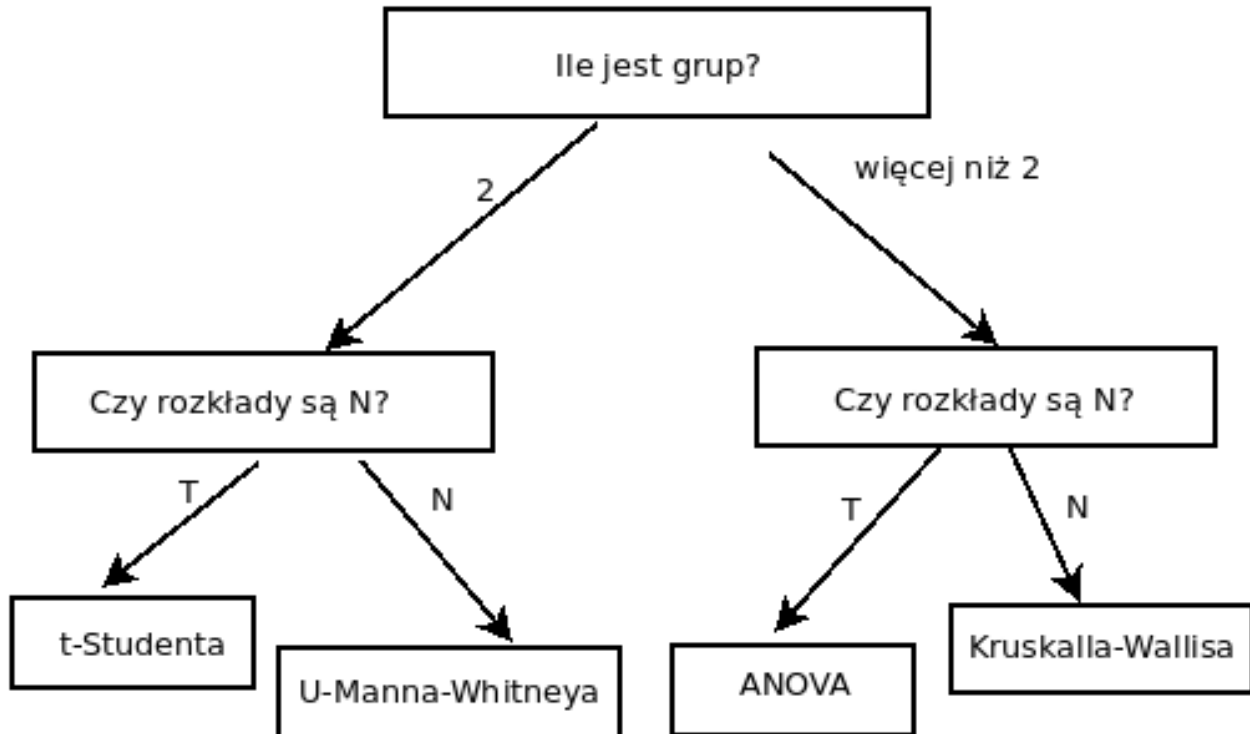 Ile jest grup?
2
więcej niż 2
Czy rozkłady są N?
Czy rozkłady są N?
T
N
T
N
t-Studenta
U-Manna-Whitneya
ANOVA
Kruskalla-Wallisa